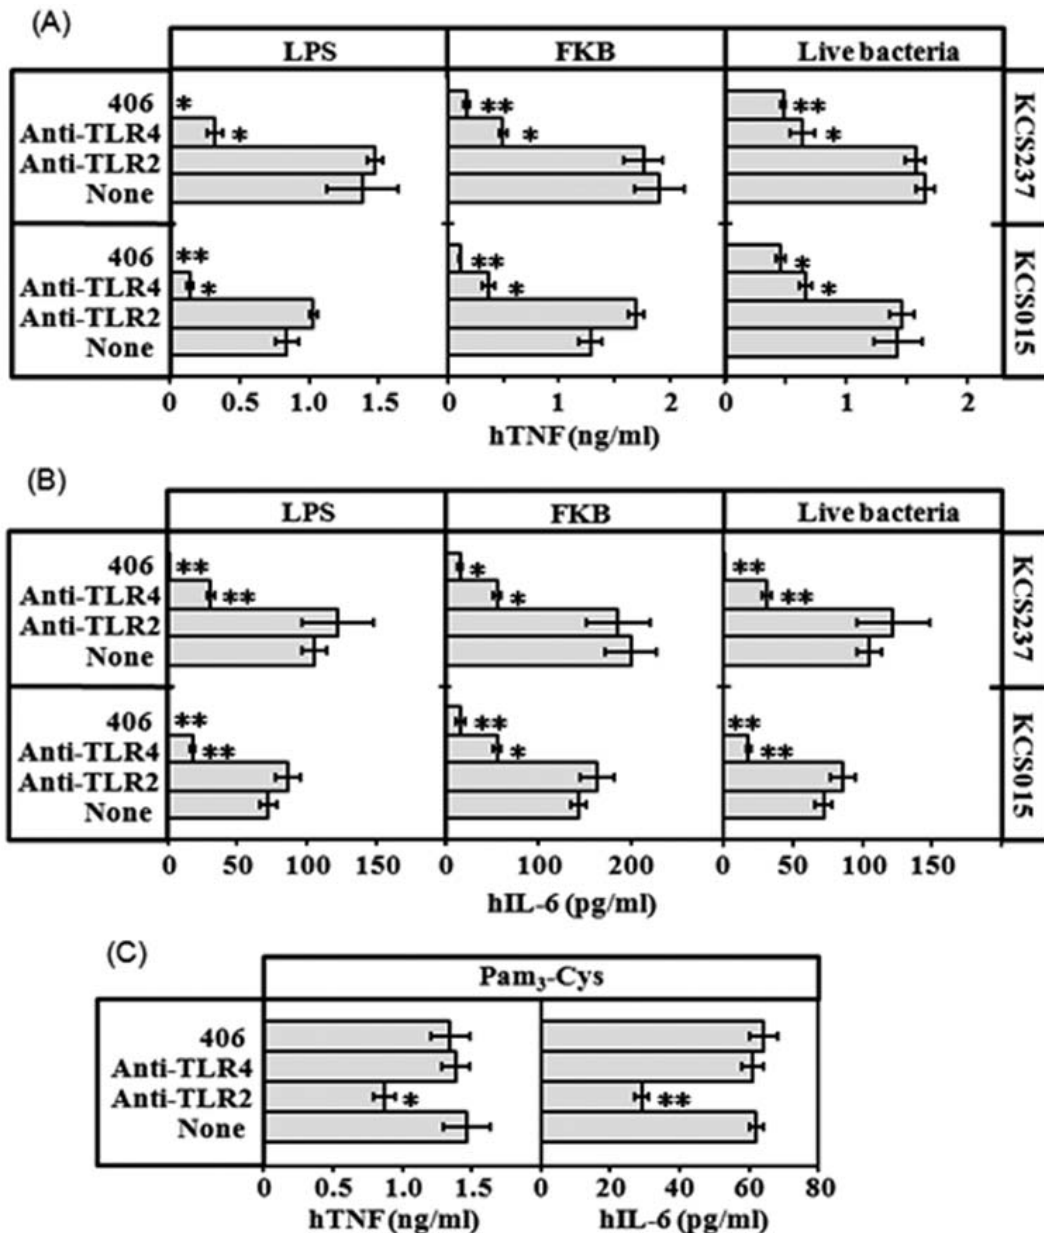 (A)
LPS FKB Live bacteria
406 * ** **
Anti-TLR4 * * *
Anti-TLR2
None
KCS237
406 ** ** *
Anti-TLR4 * * *
Anti-TLR2
None
KCS015
0 0.5 1.0 1.5 0 1 2 0 1 2
hTNF (ng/ml)
(B)
LPS FKB Live bacteria
406 ** * **
Anti-TLR4 ** * **
Anti-TLR2
None
KCS237
406 ** ** **
Anti-TLR4 ** * **
Anti-TLR2
None
KCS015
0 50 100 150 0 100 200 0 50 100 150
hIL-6 (pg/ml)
(C)
Pam₃-Cys
406
Anti-TLR4
Anti-TLR2 * **
None
0 0.5 1.0 1.5 0 20 40 60 80
hTNF (ng/ml) hIL-6 (pg/ml)